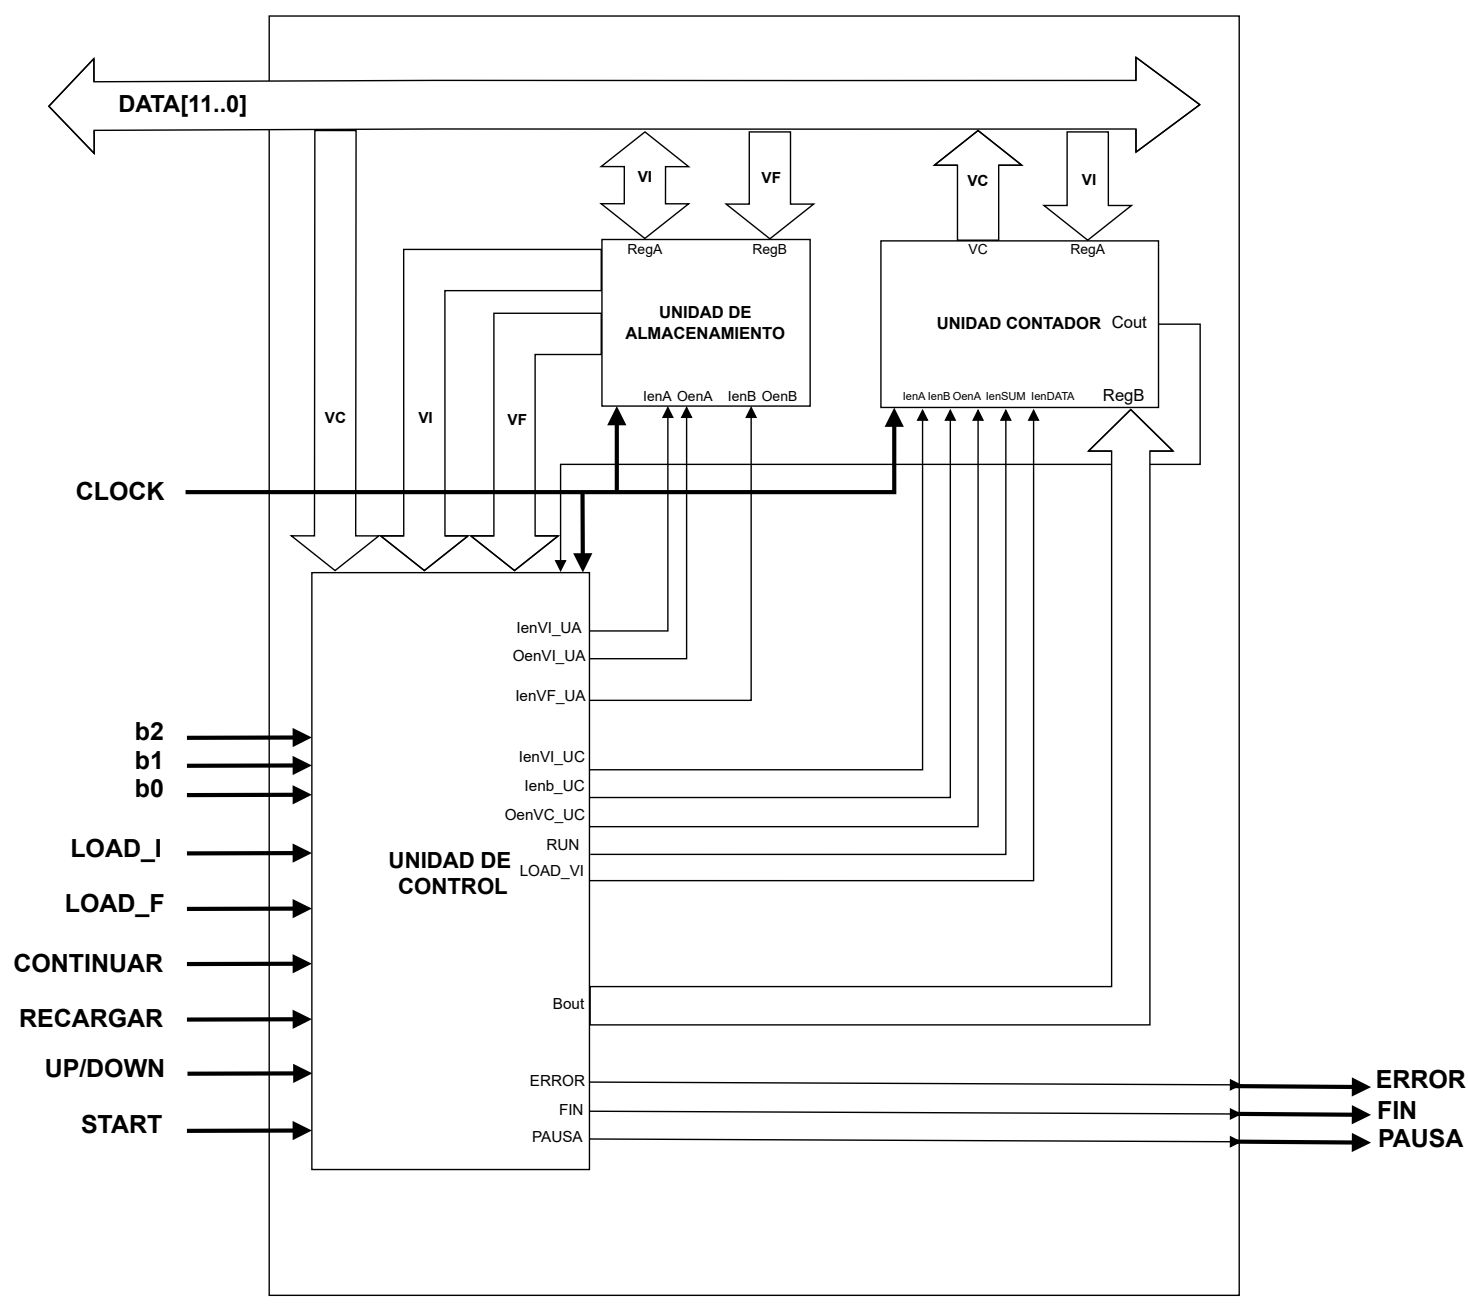 DATA[11..0]
VI
VF
VC
VI
RegA
RegB
VC
RegA
UNIDAD DE
ALMACENAMIENTO
UNIDAD CONTADOR
Cout
IenA OenA IenB OenB
IenA IenB OenA IenSUM IenDATA
RegB
VC
VI
VF
CLOCK
IenVI_UA
OenVI_UA
IenVF_UA
b2
b1
b0
IenVI_UC
Ienb_UC
OenVC_UC
RUN
LOAD_VI
LOAD_I
UNIDAD DE
CONTROL
LOAD_F
CONTINUAR
RECARGAR
UP/DOWN
START
Bout
ERROR
FIN
PAUSA
ERROR
FIN
PAUSA